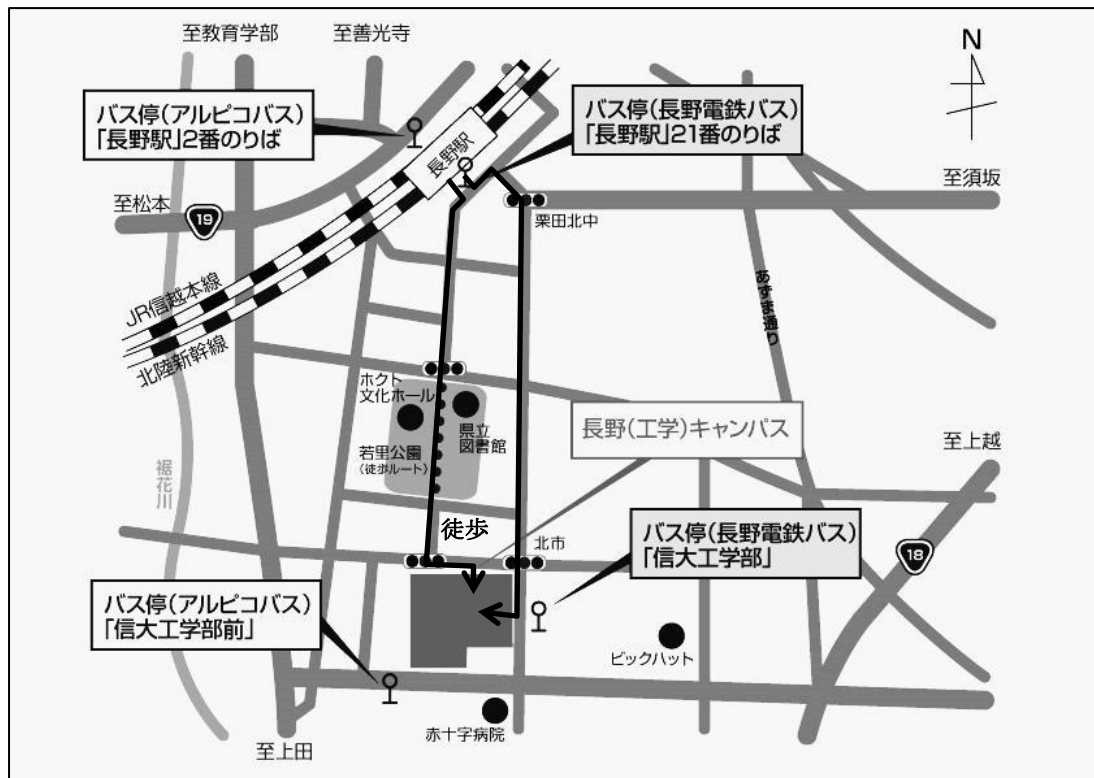 至教育学部
至善光寺
N
バス停(アルピコバス)
「長野駅」2番のりば
バス停(長野電鉄バス)
「長野駅」21番のりば
長野駅
至須坂
至松本
19
栗田北中
JR信越本線
北陸新幹線
あずま通り
ホクト
文化ホール
県立
図書館
長野(工学)キャンパス
若里公園
(徒歩ルート)
至上越
裾花川
徒歩
北市
バス停(長野電鉄バス)
「信大工学部」
18
バス停(アルピコバス)
「信大工学部前」
ビックハット
赤十字病院
至上田